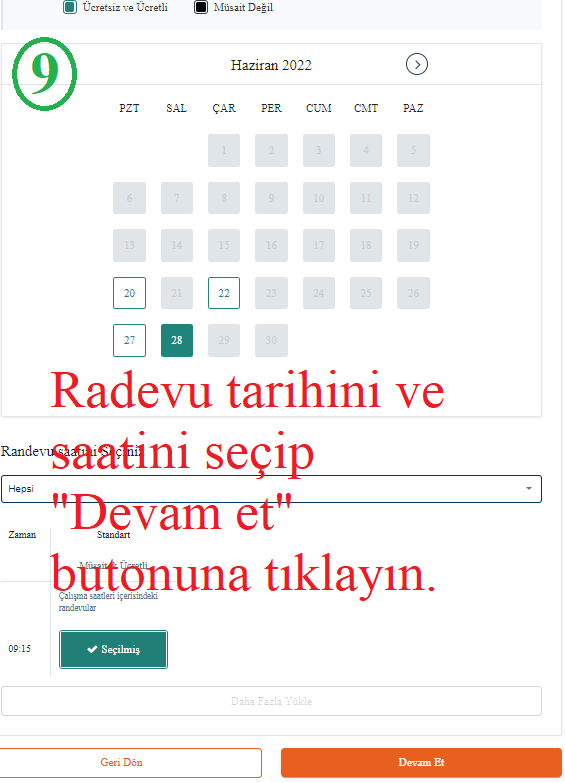 Ücretsiz ve Ücretli Müsait Değil
9
Haziran 2022
PZT SAL ÇAR PER CUM CMT PAZ
1 2 3 4 5
6 7 8 9 10 11 12
13 14 15 16 17 18 19
20 21 22 23 24 25 26
27 28 29 30
Radevu tarihini ve
Randevu saatini Seçiniz
saatini seçip
Hepsi
"Devam et"
Zaman Standart
Müsait & Ücretli
butonuna tıklayın.
Çalışma saatleri içerisindeki
randevular
09:15 Seçilmiş
Daha Fazla Yükle
Geri Dön Devam Et